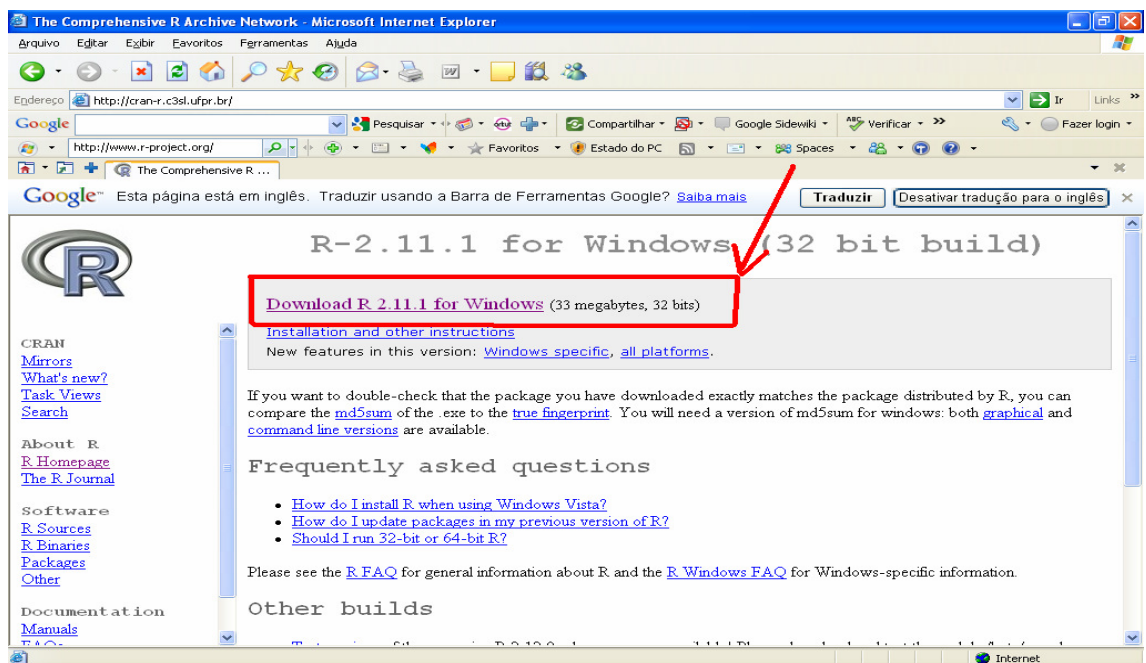 The Comprehensive R Archive Network - Microsoft Internet Explorer
Arquivo Editar Exibir Favoritos Ferramentas Ajuda
Endereço http://cran-r.c3sl.ufpr.br/ Ir Links »
Google Pesquisar Compartilhar Google Sidewiki Verificar » Fazer login
http://www.r-project.org/ Favoritos Estado do PC Spaces
The Comprehensive R ...
Google Esta página está em inglês. Traduzir usando a Barra de Ferramentas Google? Saiba mais Traduzir Desativar tradução para o inglês
R
R-2.11.1 for Windows (32 bit build)
Download R 2.11.1 for Windows (33 megabytes, 32 bits)
Installation and other instructions
New features in this version: Windows specific, all platforms.
CRAN
Mirrors
What's new?
Task Views
Search
About R
R Homepage
The R Journal
Software
R Sources
R Binaries
Packages
Other
Documentation
Manuals
FAQs
If you want to double-check that the package you have downloaded exactly matches the package distributed by R, you can
compare the md5sum of the .exe to the true fingerprint. You will need a version of md5sum for windows: both graphical and
command line versions are available.
Frequently asked questions
• How do I install R when using Windows Vista?
• How do I update packages in my previous version of R?
• Should I run 32-bit or 64-bit R?
Please see the R FAQ for general information about R and the R Windows FAQ for Windows-specific information.
Other builds
Internet